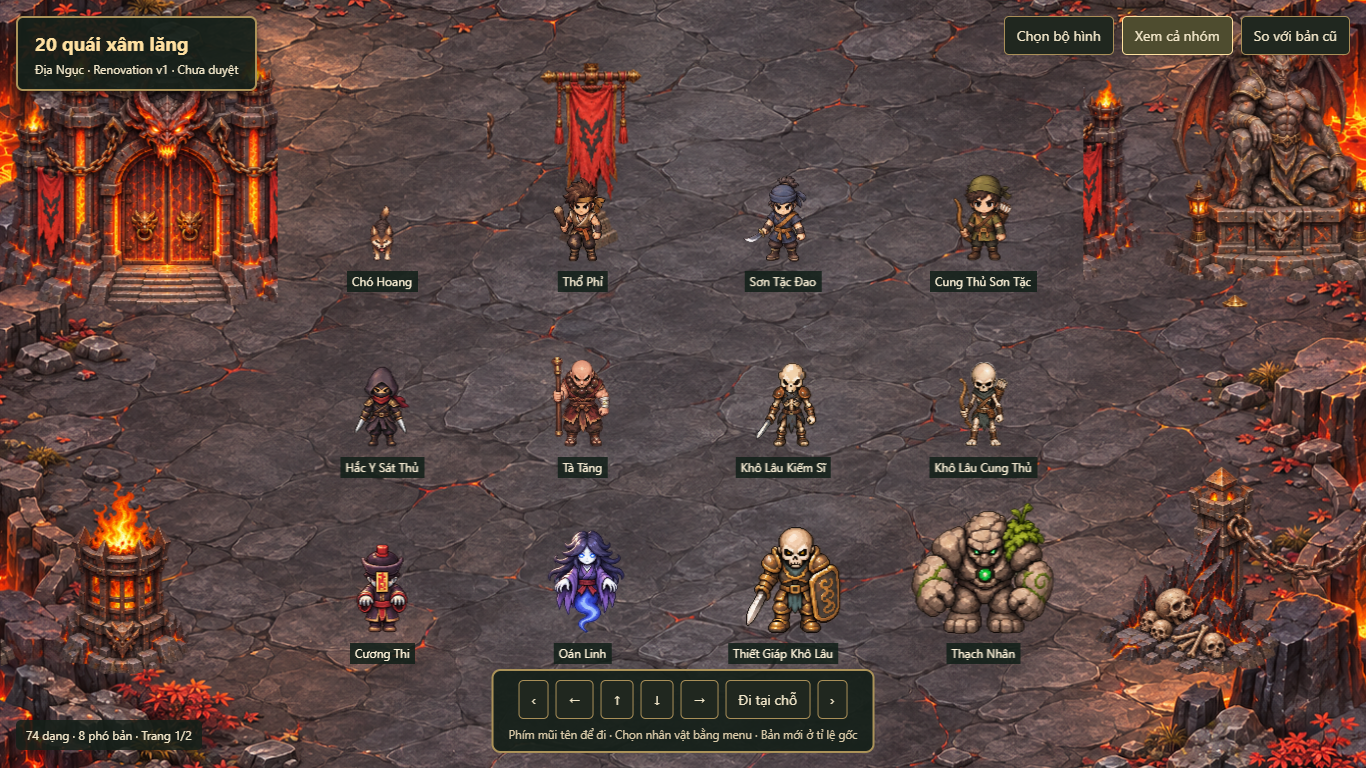 20 quái xâm lăng
Địa Ngục · Renovation v1 · Chưa duyệt
Chọn bộ hình
Xem cả nhóm
So với bản cũ
Chó Hoang
Thổ Phỉ
Sơn Tặc Đao
Cung Thủ Sơn Tặc
Hắc Y Sát Thủ
Tà Tăng
Khô Lâu Kiếm Sĩ
Khô Lâu Cung Thủ
Cương Thi
Oán Linh
Thiết Giáp Khô Lâu
Thạch Nhân
‹ ← ↑ ↓ → Đi tại chỗ ›
Phím mũi tên để đi · Chọn nhân vật bằng menu · Bản mới ở tỉ lệ gốc
74 dạng · 8 phó bản · Trang 1/2